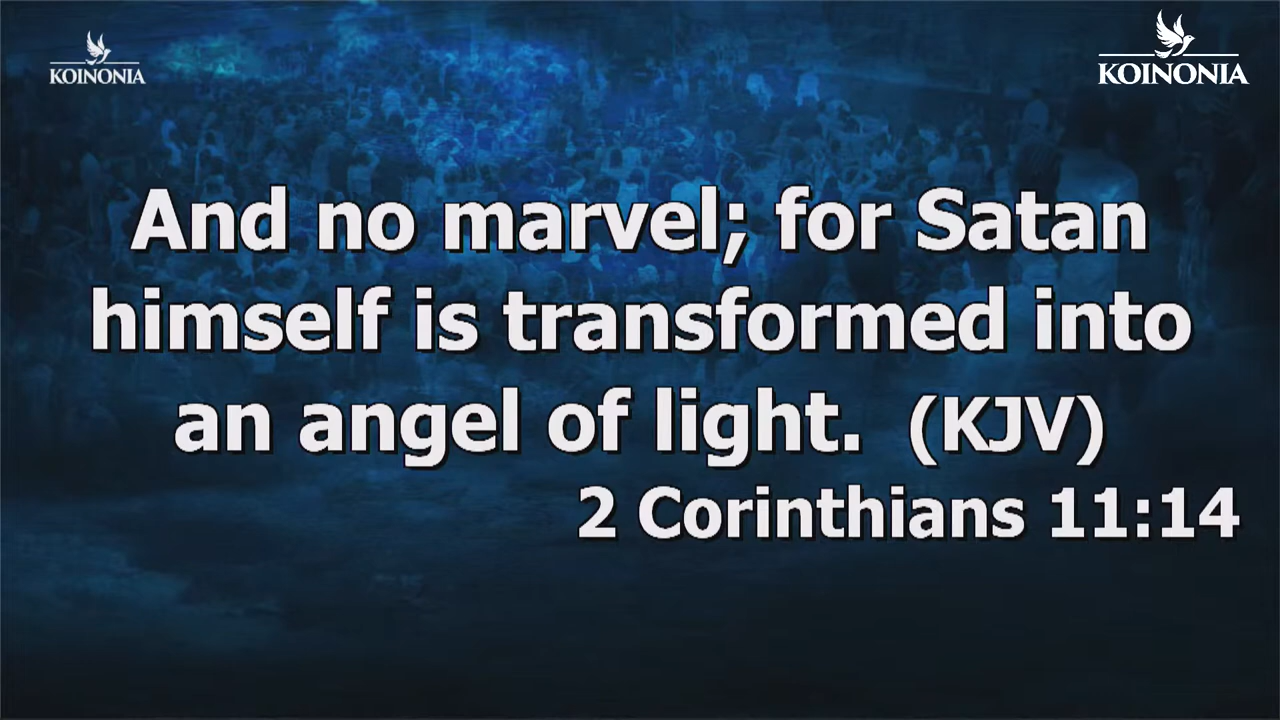 KOINONIA
KOINONIA
And no marvel; for Satan
himself is transformed into
an angel of light. (KJV)
2 Corinthians 11:14